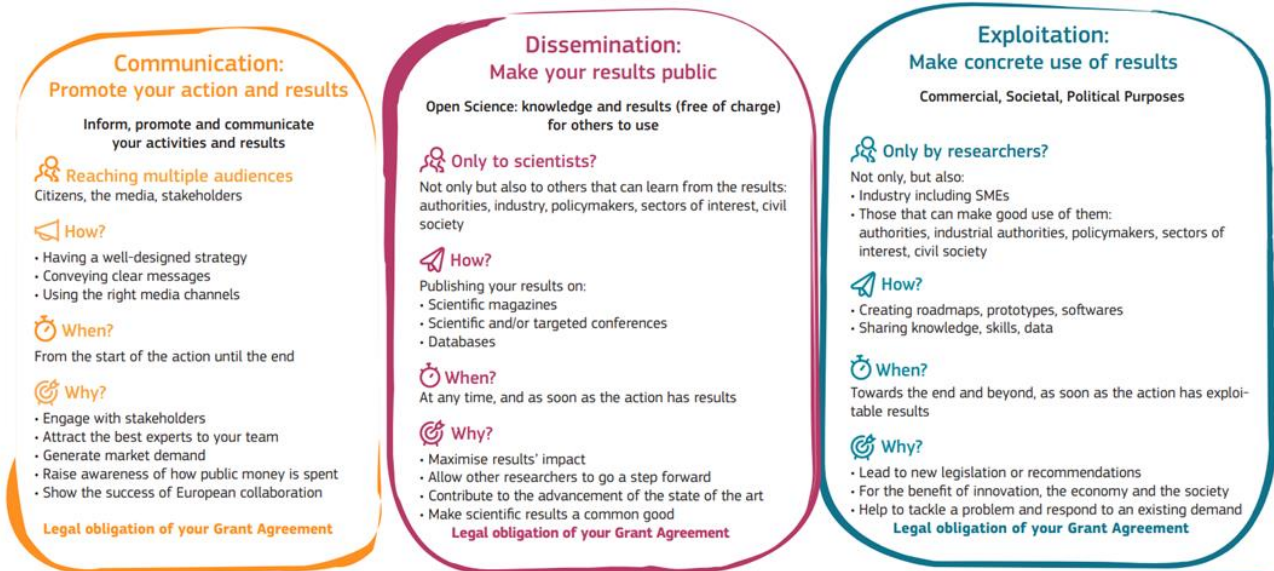 Communication:
Promote your action and results
Inform, promote and communicate
your activities and results
Reaching multiple audiences
Citizens, the media, stakeholders
How?
• Having a well-designed strategy
• Conveying clear messages
• Using the right media channels
When?
From the start of the action until the end
Why?
• Engage with stakeholders
• Attract the best experts to your team
• Generate market demand
• Raise awareness of how public money is spent
• Show the success of European collaboration
Legal obligation of your Grant Agreement
Dissemination:
Make your results public
Open Science: knowledge and results (free of charge)
for others to use
Only to scientists?
Not only but also to others that can learn from the results:
authorities, industry, policymakers, sectors of interest, civil
society
How?
Publishing your results on:
• Scientific magazines
• Scientific and/or targeted conferences
• Databases
When?
At any time, and as soon as the action has results
Why?
• Maximise results' impact
• Allow other researchers to go a step forward
• Contribute to the advancement of the state of the art
• Make scientific results a common good
Legal obligation of your Grant Agreement
Exploitation:
Make concrete use of results
Commercial, Societal, Political Purposes
Only by researchers?
Not only, but also:
• Industry including SMEs
• Those that can make good use of them:
authorities, industrial authorities, policymakers, sectors of
interest, civil society
How?
• Creating roadmaps, prototypes, softwares
• Sharing knowledge, skills, data
When?
Towards the end and beyond, as soon as the action has exploi-
table results
Why?
• Lead to new legislation or recommendations
• For the benefit of innovation, the economy and the society
• Help to tackle a problem and respond to an existing demand
Legal obligation of your Grant Agreement